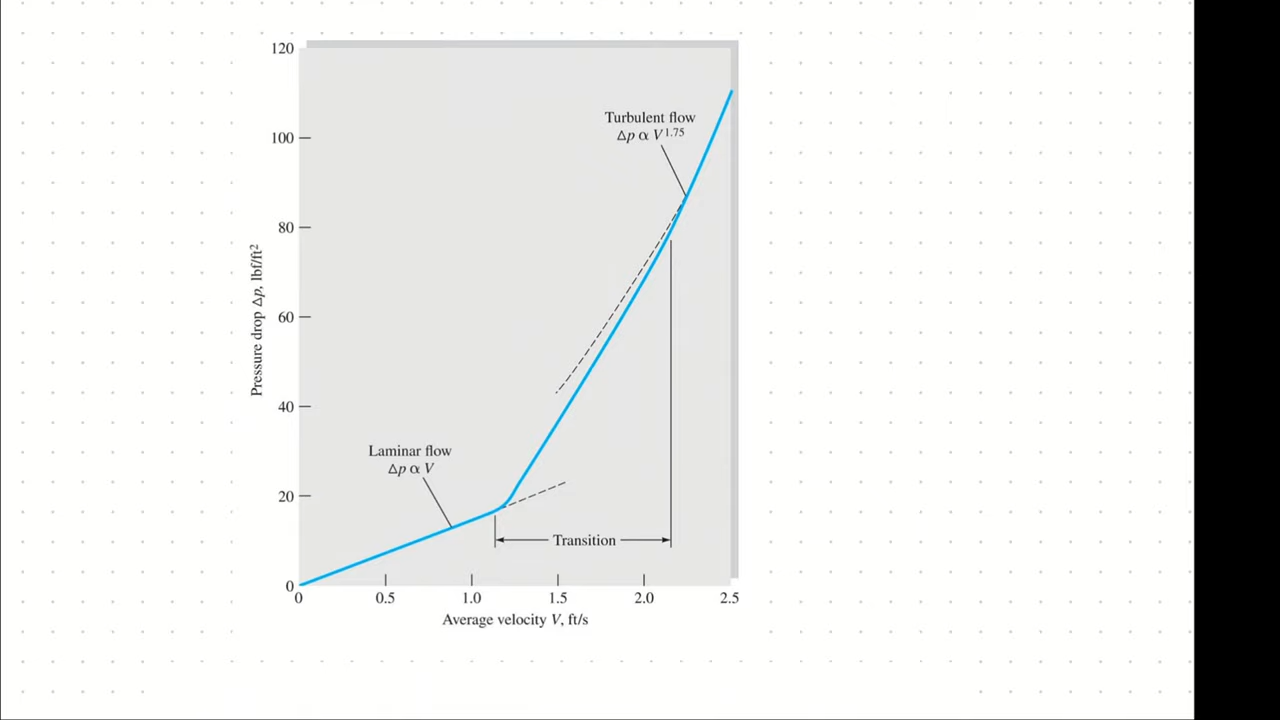 120
100
80
60
40
20
0
Pressure drop Δp, lbf/ft²
Turbulent flow
Δp α V^1.75
Laminar flow
Δp α V
Transition
0 0.5 1.0 1.5 2.0 2.5
Average velocity V, ft/s